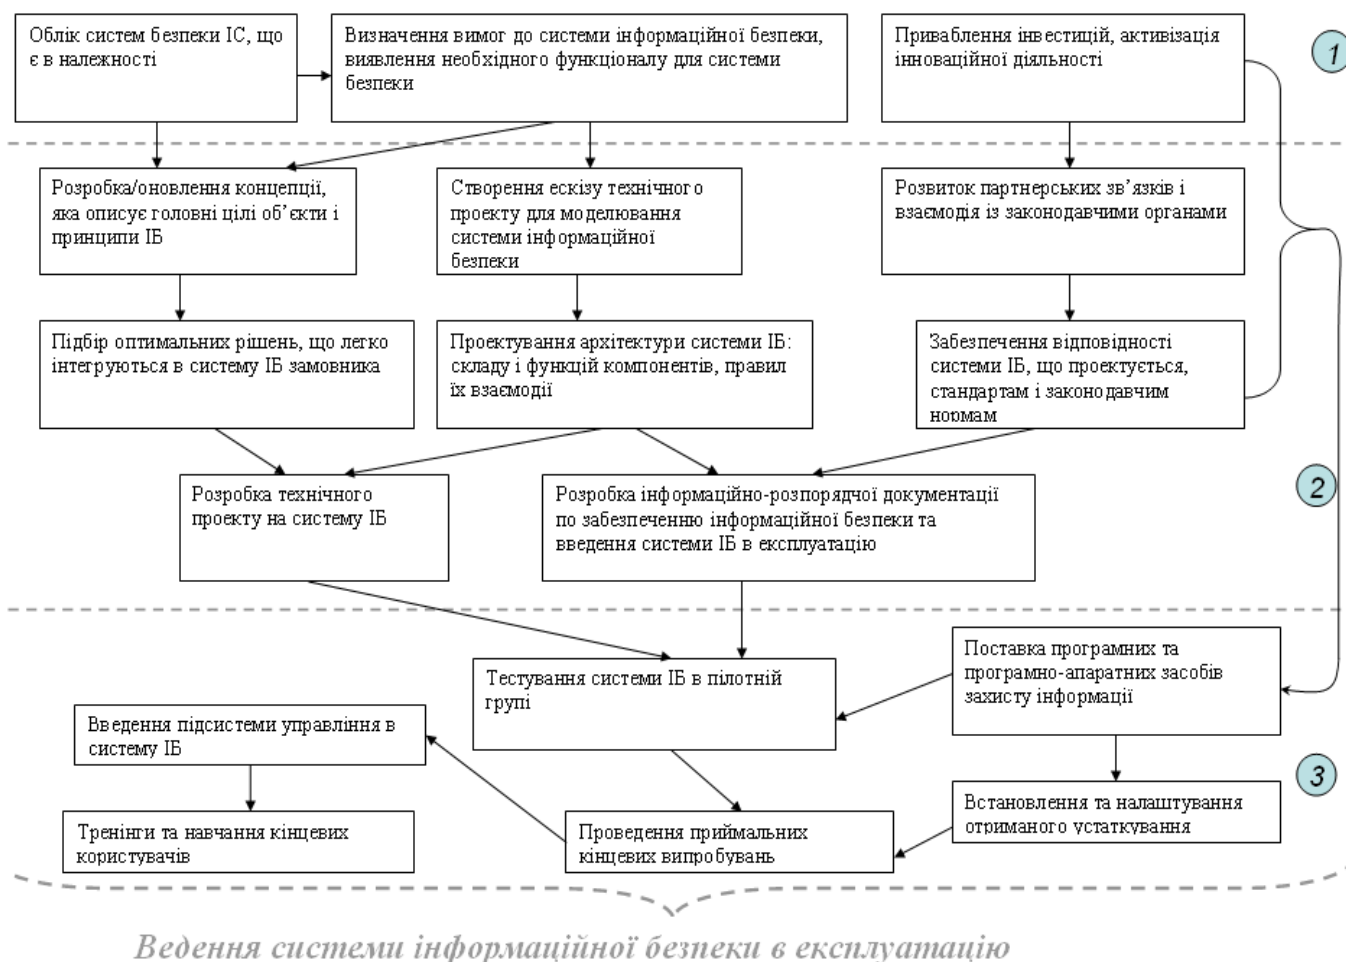 Облік систем безпеки ІС, що
є в належності
Визначення вимог до системи інформаційної безпеки,
виявлення необхідного функціоналу для системи
безпеки
Приваблення інвестицій, активізація
інноваційної діяльності
1
Розробка/оновлення концепції,
яка описує головні цілі об’єкти і
принципи ІБ
Створення ескізу технічного
проекту для моделювання
системи інформаційної
безпеки
Розвиток партнерських зв’язків і
взаємодія із законодавчими органами
Підбір оптимальних рішень, що легко
інтегруються в систему ІБ замовника
Проектування архітектури системи ІБ:
складу і функцій компонентів, правил
їх взаємодії
Забезпечення відповідності
системи ІБ, що проектується,
стандартам і законодавчим
нормам
Розробка технічного
проекту на систему ІБ
Розробка інформаційно-розпорядчої документації
по забезпеченню інформаційної безпеки та
введення системи ІБ в експлуатацію
2
Тестування системи ІБ в пілотній
групі
Поставка програмних та
програмно-апаратних засобів
захисту інформації
Введення підсистеми управління в
систему ІБ
3
Тренінги та навчання кінцевих
користувачів
Проведення приймальних
кінцевих випробувань
Встановлення та налаштування
отриманого устаткування
Ведення системи інформаційної безпеки в експлуатацію